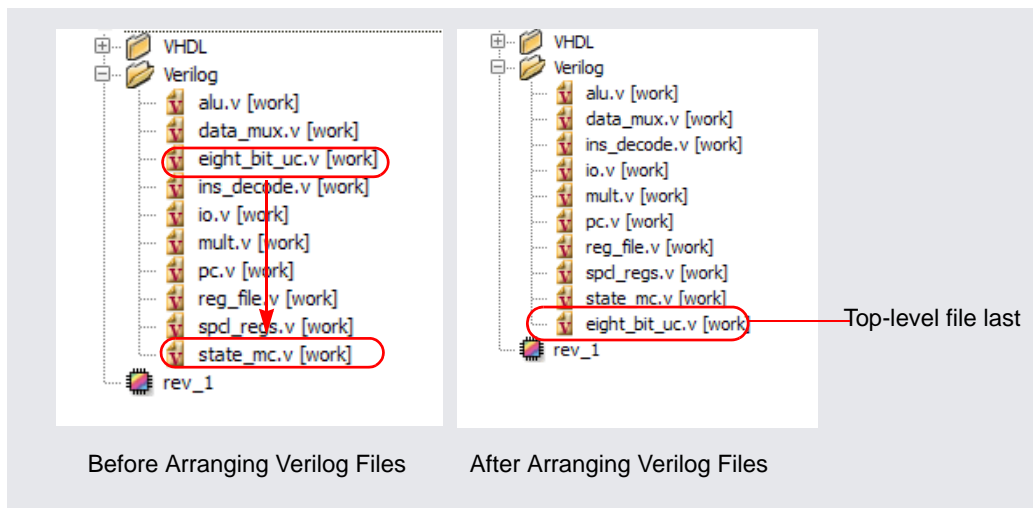 VHDL
Verilog
alu.v [work]
data_mux.v [work]
eight_bit_uc.v [work]
ins_decode.v [work]
io.v [work]
mult.v [work]
pc.v [work]
reg_file.v [work]
spcl_regs.v [work]
state_mc.v [work]
rev_1
Before Arranging Verilog Files
VHDL
Verilog
alu.v [work]
data_mux.v [work]
ins_decode.v [work]
io.v [work]
mult.v [work]
pc.v [work]
reg_file.v [work]
spcl_regs.v [work]
state_mc.v [work]
eight_bit_uc.v [work]
rev_1
After Arranging Verilog Files
Top-level file last